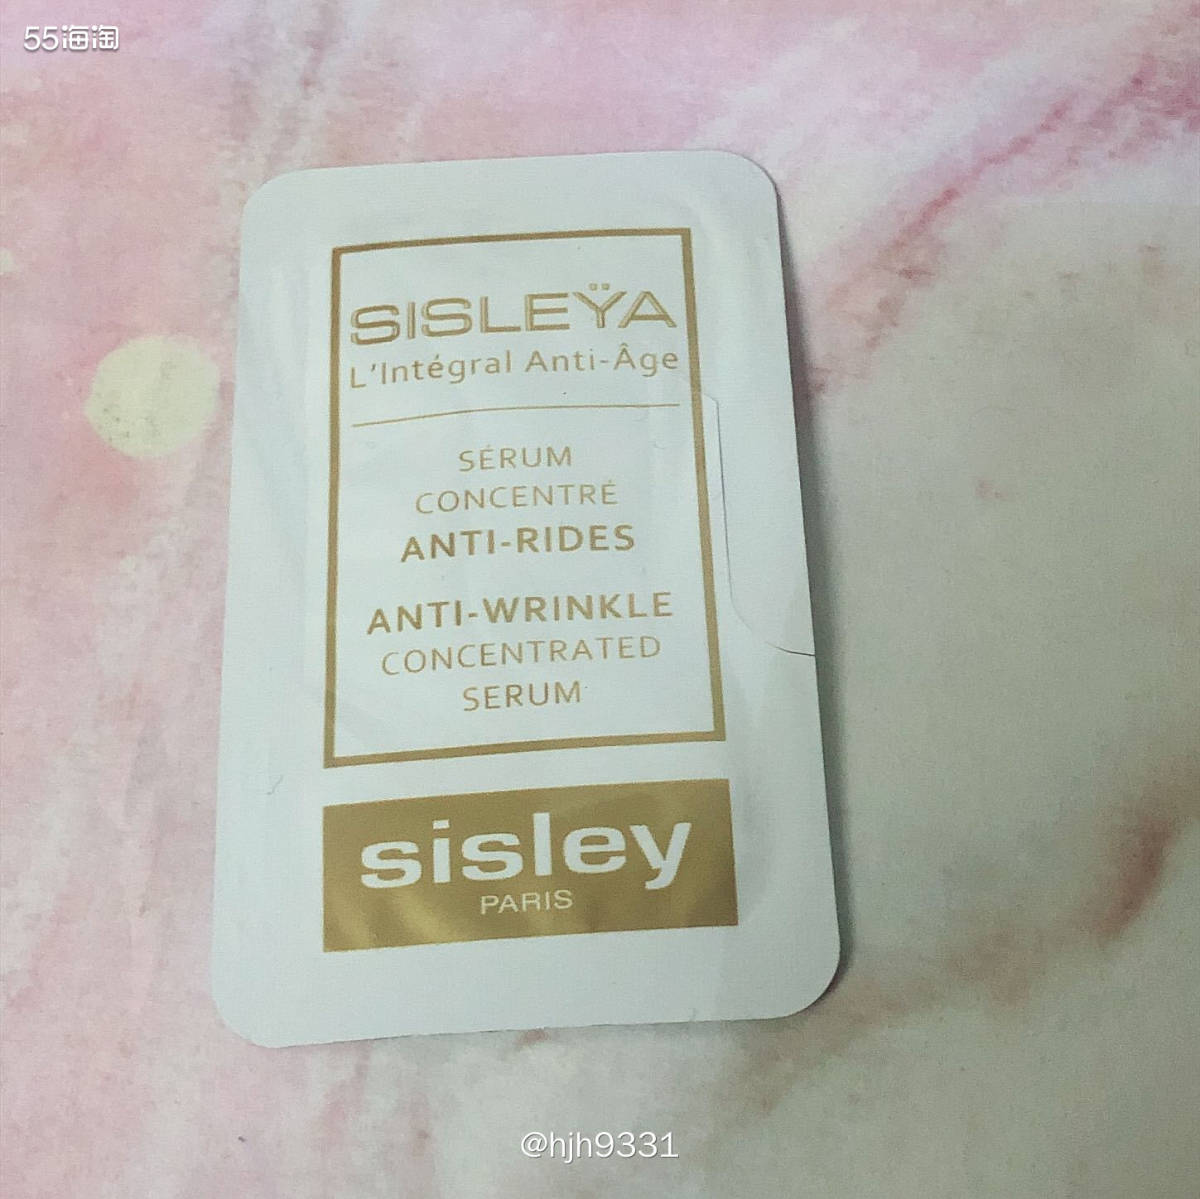 55海淘
SISLEŸA
L'Intégral Anti-Âge
SÉRUM
CONCENTRÉ
ANTI-RIDES
ANTI-WRINKLE
CONCENTRATED
SERUM
sisley
PARIS
@hjh9331